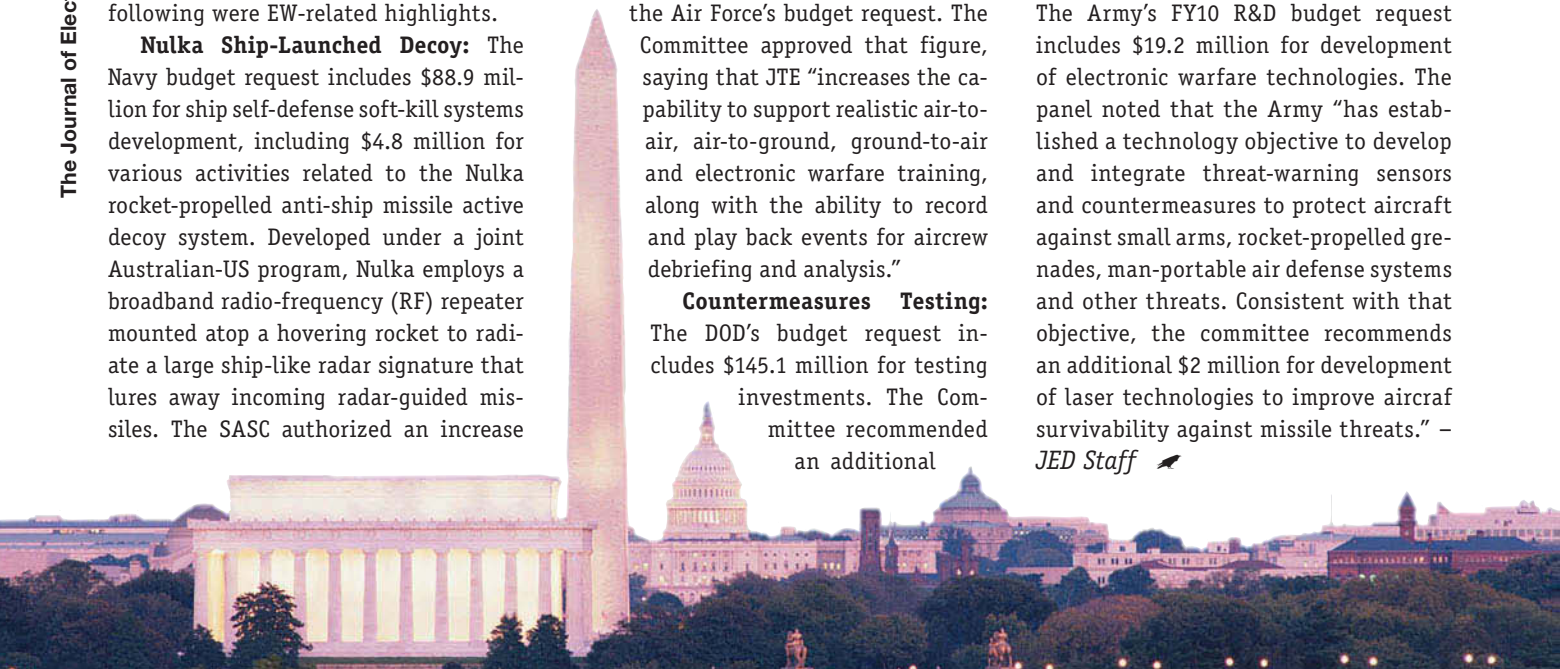 The Journal of Elec
following were EW-related highlights.
Nulka Ship-Launched Decoy: The
Navy budget request includes $88.9 mil-
lion for ship self-defense soft-kill systems
development, including $4.8 million for
various activities related to the Nulka
rocket-propelled anti-ship missile active
decoy system. Developed under a joint
Australian-US program, Nulka employs a
broadband radio-frequency (RF) repeater
mounted atop a hovering rocket to radi-
ate a large ship-like radar signature that
lures away incoming radar-guided mis-
siles. The SASC authorized an increase
the Air Force’s budget request. The
Committee approved that figure,
saying that JTE “increases the ca-
pability to support realistic air-to-
air, air-to-ground, ground-to-air
and electronic warfare training,
along with the ability to record
and play back events for aircrew
debriefing and analysis.”
Countermeasures Testing:
The DOD’s budget request in-
cludes $145.1 million for testing
investments. The Com-
mittee recommended
an additional
The Army’s FY10 R&D budget request
includes $19.2 million for development
of electronic warfare technologies. The
panel noted that the Army “has estab-
lished a technology objective to develop
and integrate threat-warning sensors
and countermeasures to protect aircraft
against small arms, rocket-propelled gre-
nades, man-portable air defense systems
and other threats. Consistent with that
objective, the committee recommends
an additional $2 million for development
of laser technologies to improve aircraf
survivability against missile threats.” –
JED Staff